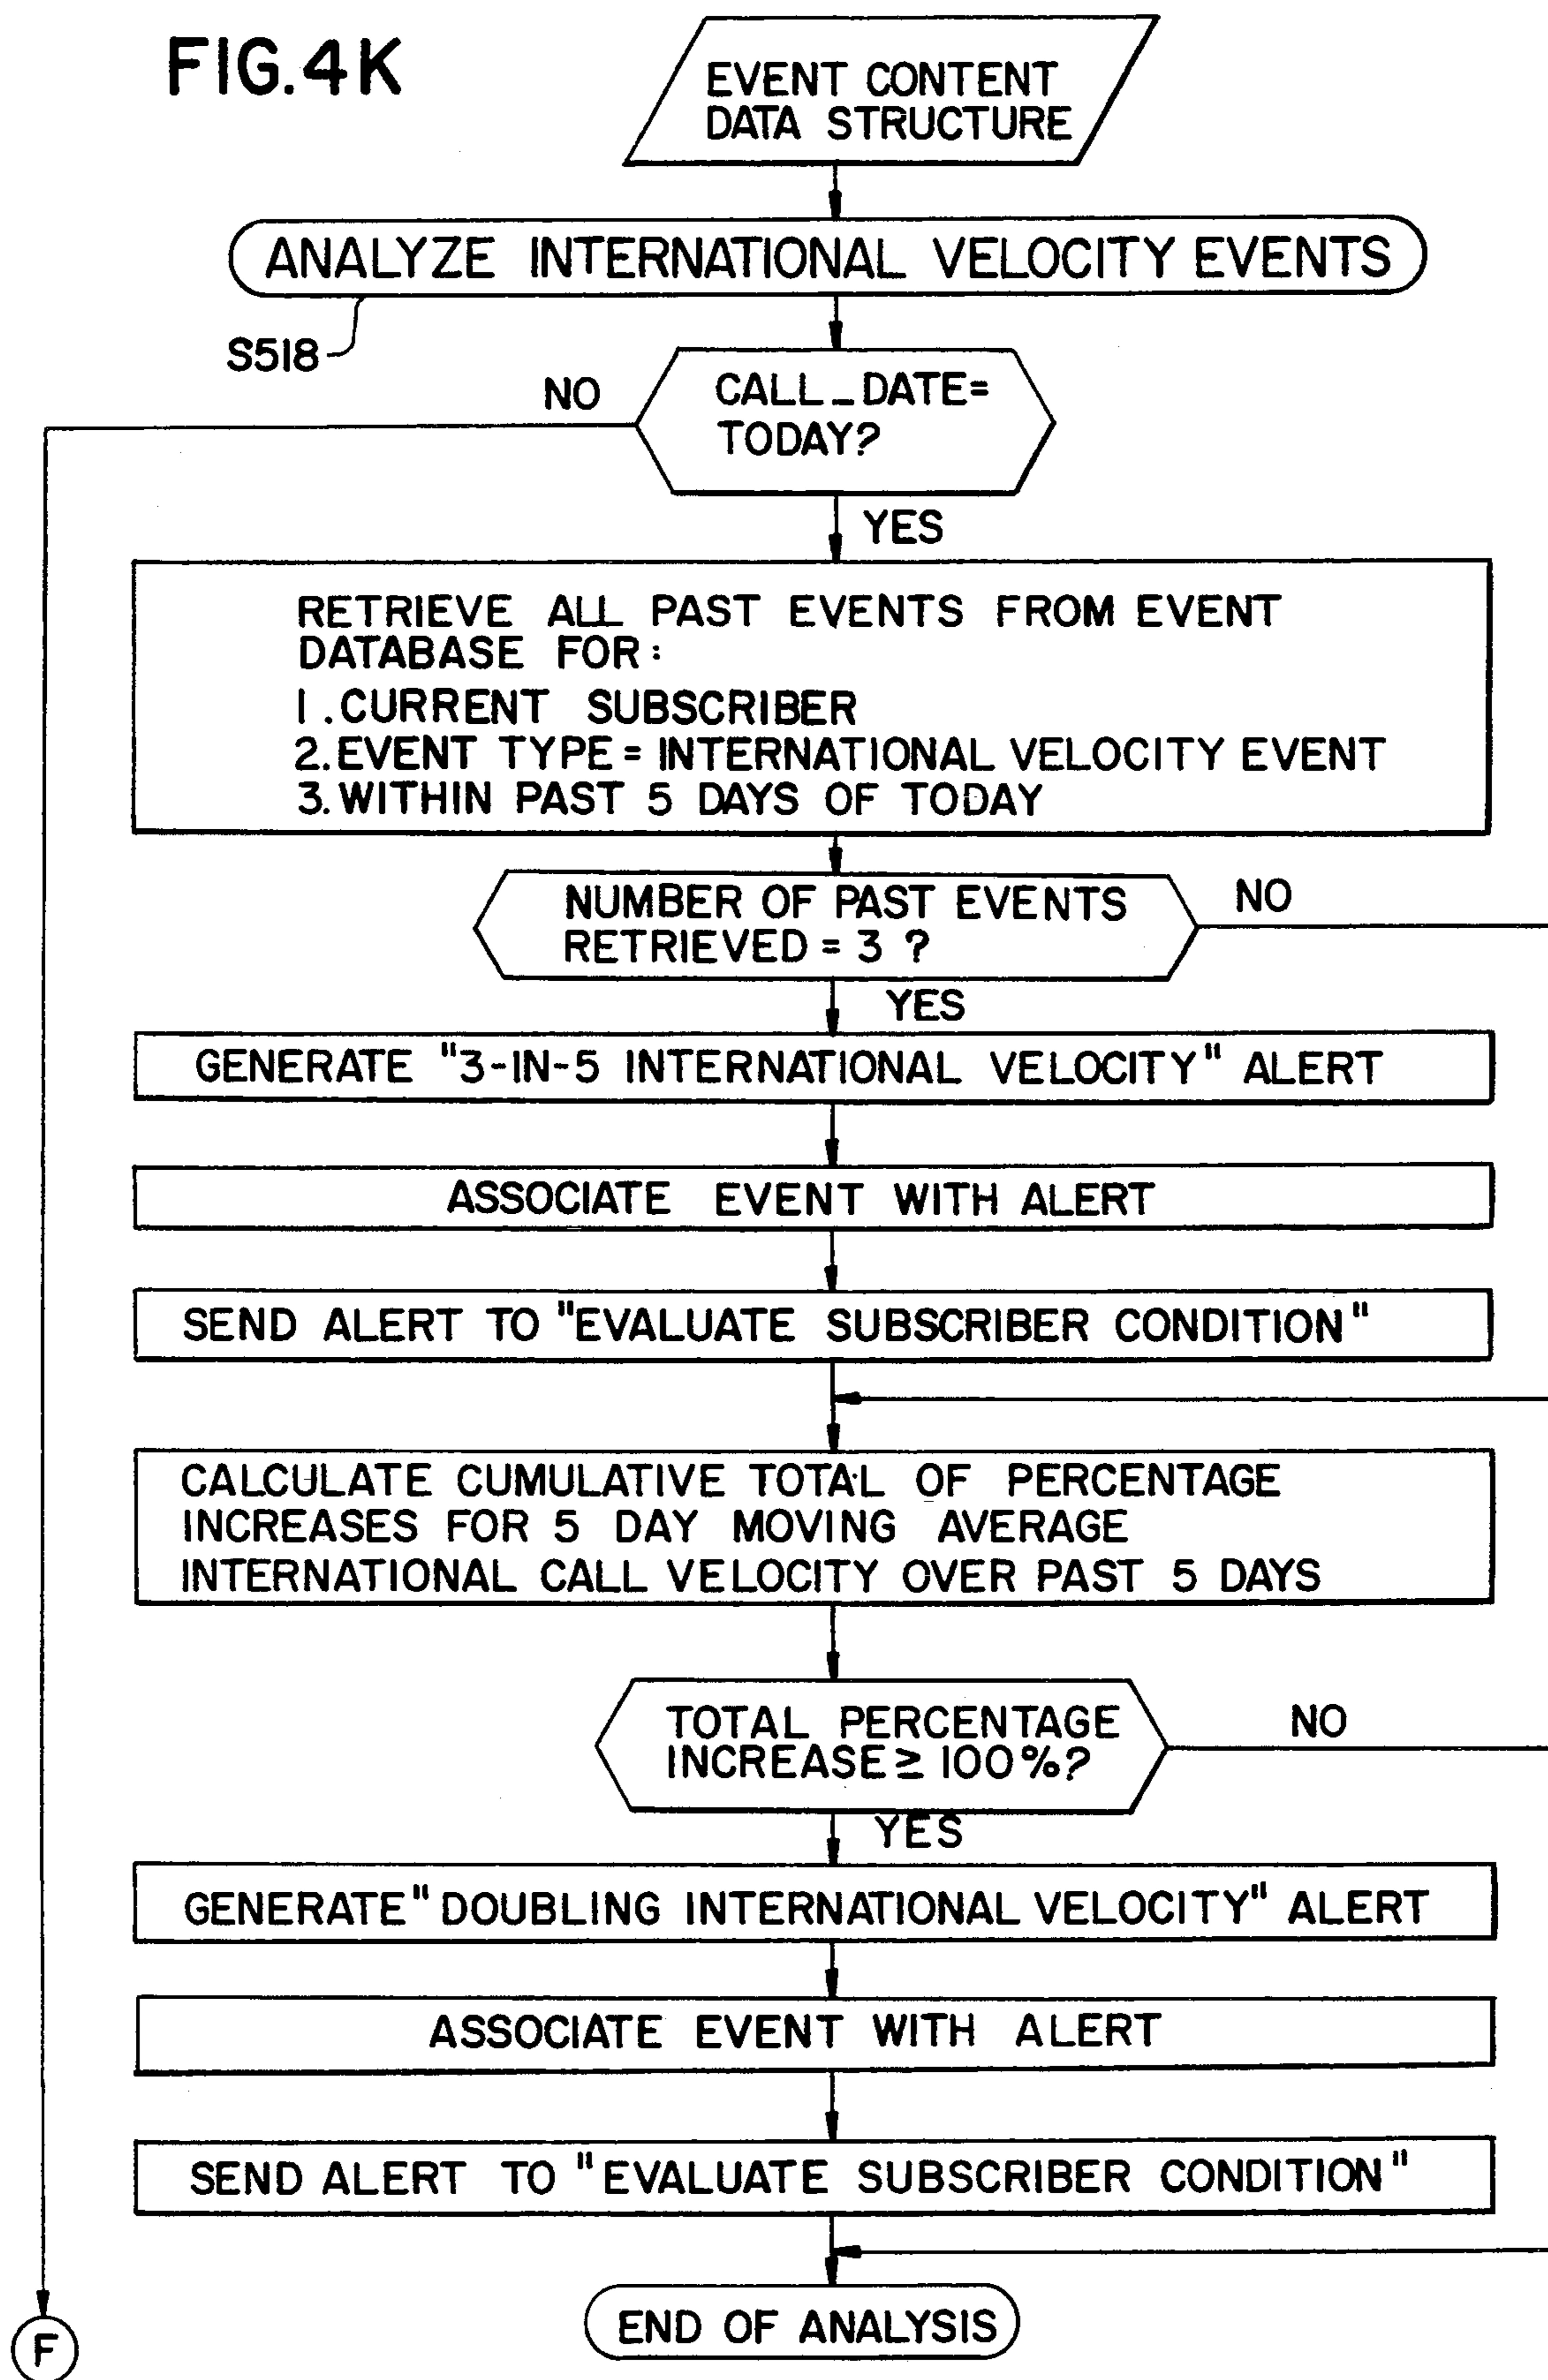 FIG. 4K
EVENT CONTENT
DATA STRUCTURE
ANALYZE INTERNATIONAL VELOCITY EVENTS
S518
NO
CALL_DATE=
TODAY?
YES
RETRIEVE ALL PAST EVENTS FROM EVENT
DATABASE FOR:
1. CURRENT SUBSCRIBER
2. EVENT TYPE = INTERNATIONAL VELOCITY EVENT
3. WITHIN PAST 5 DAYS OF TODAY
NUMBER OF PAST EVENTS
RETRIEVED = 3 ?
NO
YES
GENERATE "3-IN-5 INTERNATIONAL VELOCITY" ALERT
ASSOCIATE EVENT WITH ALERT
SEND ALERT TO "EVALUATE SUBSCRIBER CONDITION"
CALCULATE CUMULATIVE TOTAL OF PERCENTAGE
INCREASES FOR 5 DAY MOVING AVERAGE
INTERNATIONAL CALL VELOCITY OVER PAST 5 DAYS
TOTAL PERCENTAGE
INCREASE ≥ 100%?
NO
YES
GENERATE "DOUBLING INTERNATIONAL VELOCITY" ALERT
ASSOCIATE EVENT WITH ALERT
SEND ALERT TO "EVALUATE SUBSCRIBER CONDITION"
END OF ANALYSIS
F